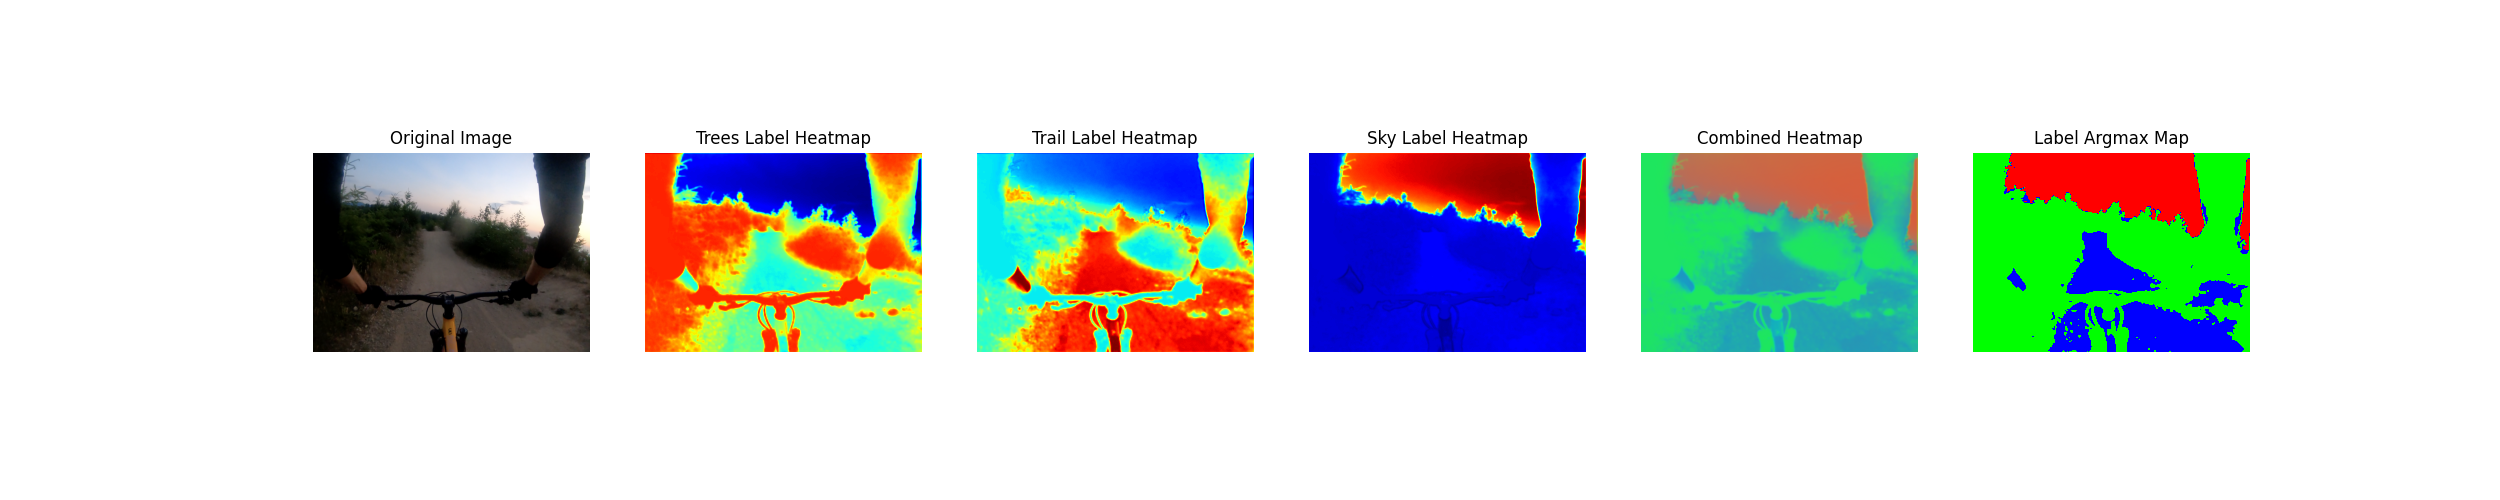 Original Image
Trees Label Heatmap
Trail Label Heatmap
Sky Label Heatmap
Combined Heatmap
Label Argmax Map